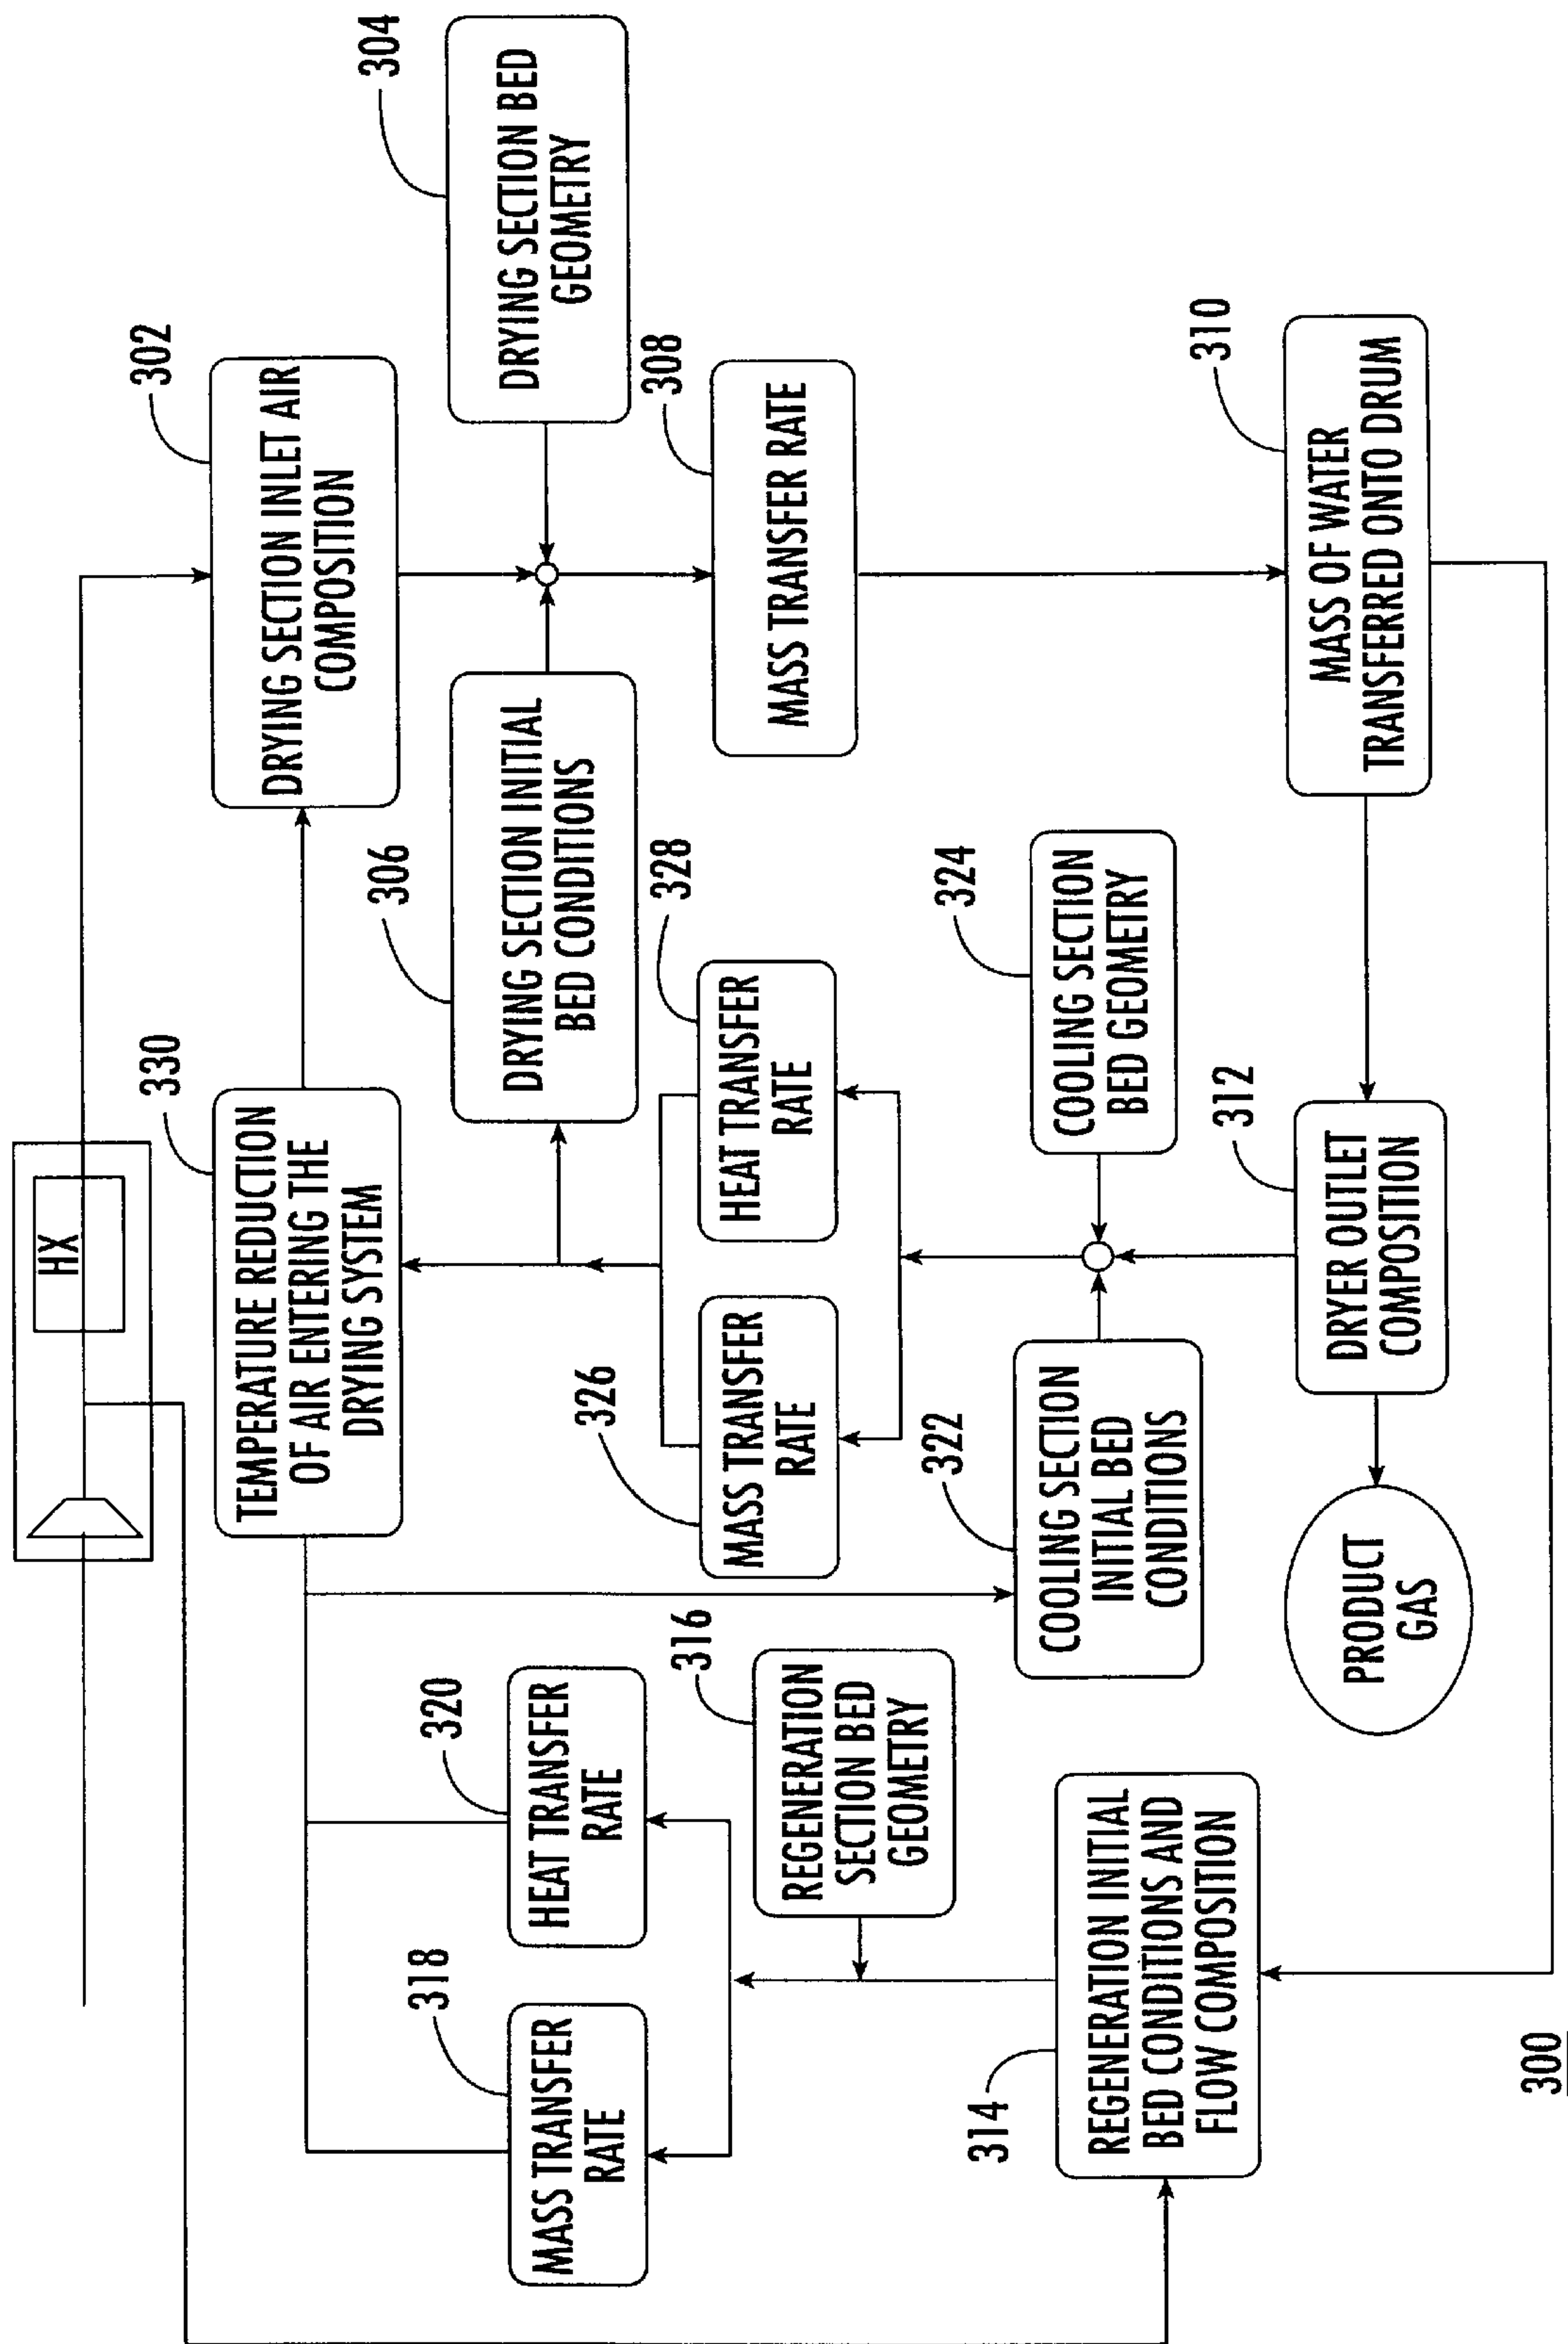 HX
330
TEMPERATURE REDUCTION
OF AIR ENTERING THE
DRYING SYSTEM
302
DRYING SECTION INLET AIR
COMPOSITION
304
DRYING SECTION BED
GEOMETRY
306
DRYING SECTION INITIAL
BED CONDITIONS
308
MASS TRANSFER RATE
320
HEAT TRANSFER
RATE
318
MASS TRANSFER
RATE
316
REGENERATION
SECTION BED
GEOMETRY
326
MASS TRANSFER
RATE
328
HEAT TRANSFER
RATE
322
COOLING SECTION
INITIAL BED
CONDITIONS
324
COOLING SECTION
BED GEOMETRY
314
REGENERATION INITIAL
BED CONDITIONS AND
FLOW COMPOSITION
PRODUCT
GAS
312
DRYER OUTLET
COMPOSITION
310
MASS OF WATER
TRANSFERRED ONTO DRUM
300